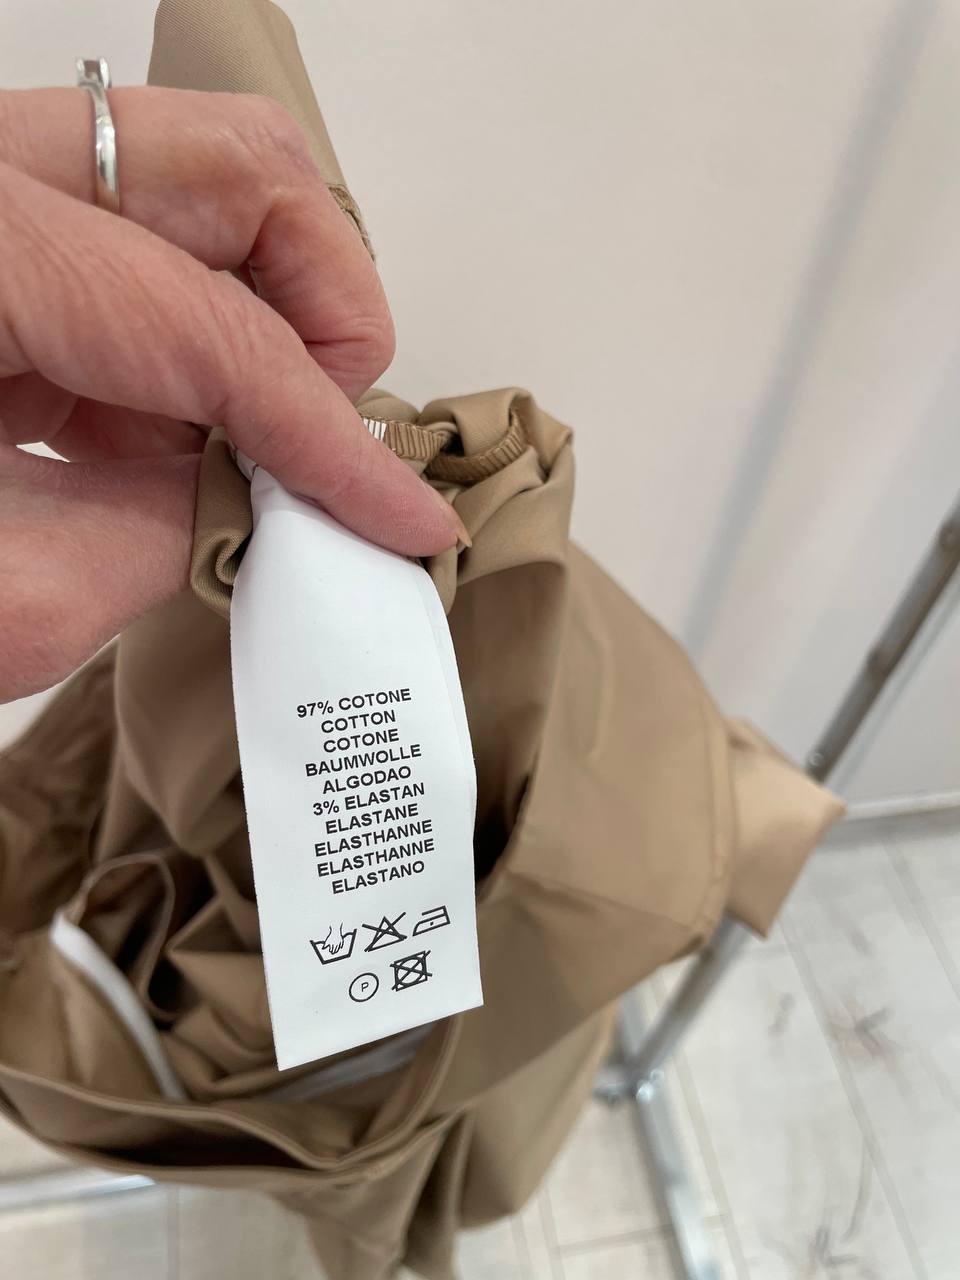 97% COTONE
COTTON
COTONE
BAUMWOLLE
ALGODAO
3% ELASTAN
ELASTANE
ELASTHANNE
ELASTHANNE
ELASTANO
P